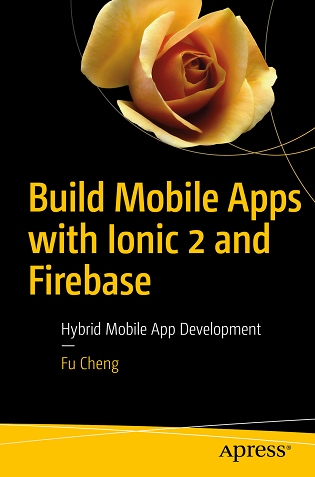 Build Mobile Apps
with Ionic 2 and
Firebase
Hybrid Mobile App Development
—
Fu Cheng
Apress®